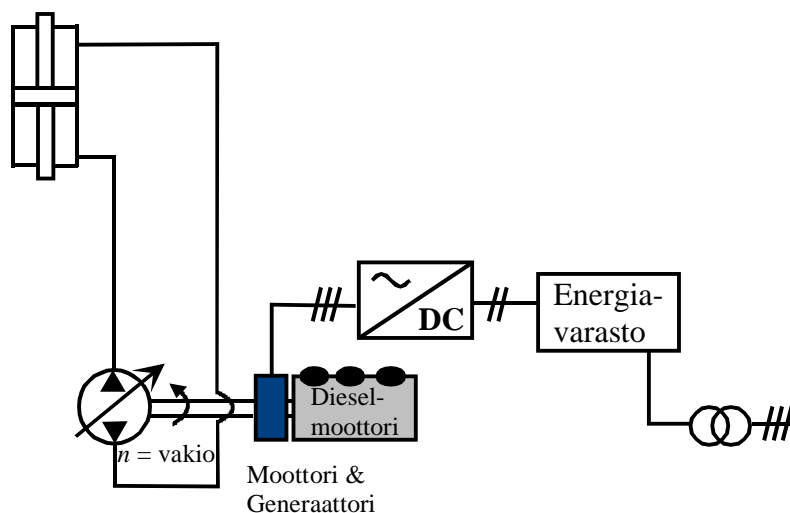 DC
Energia-
varasto
Diesel-
moottori
n = vakio
Moottori &
Generaattori